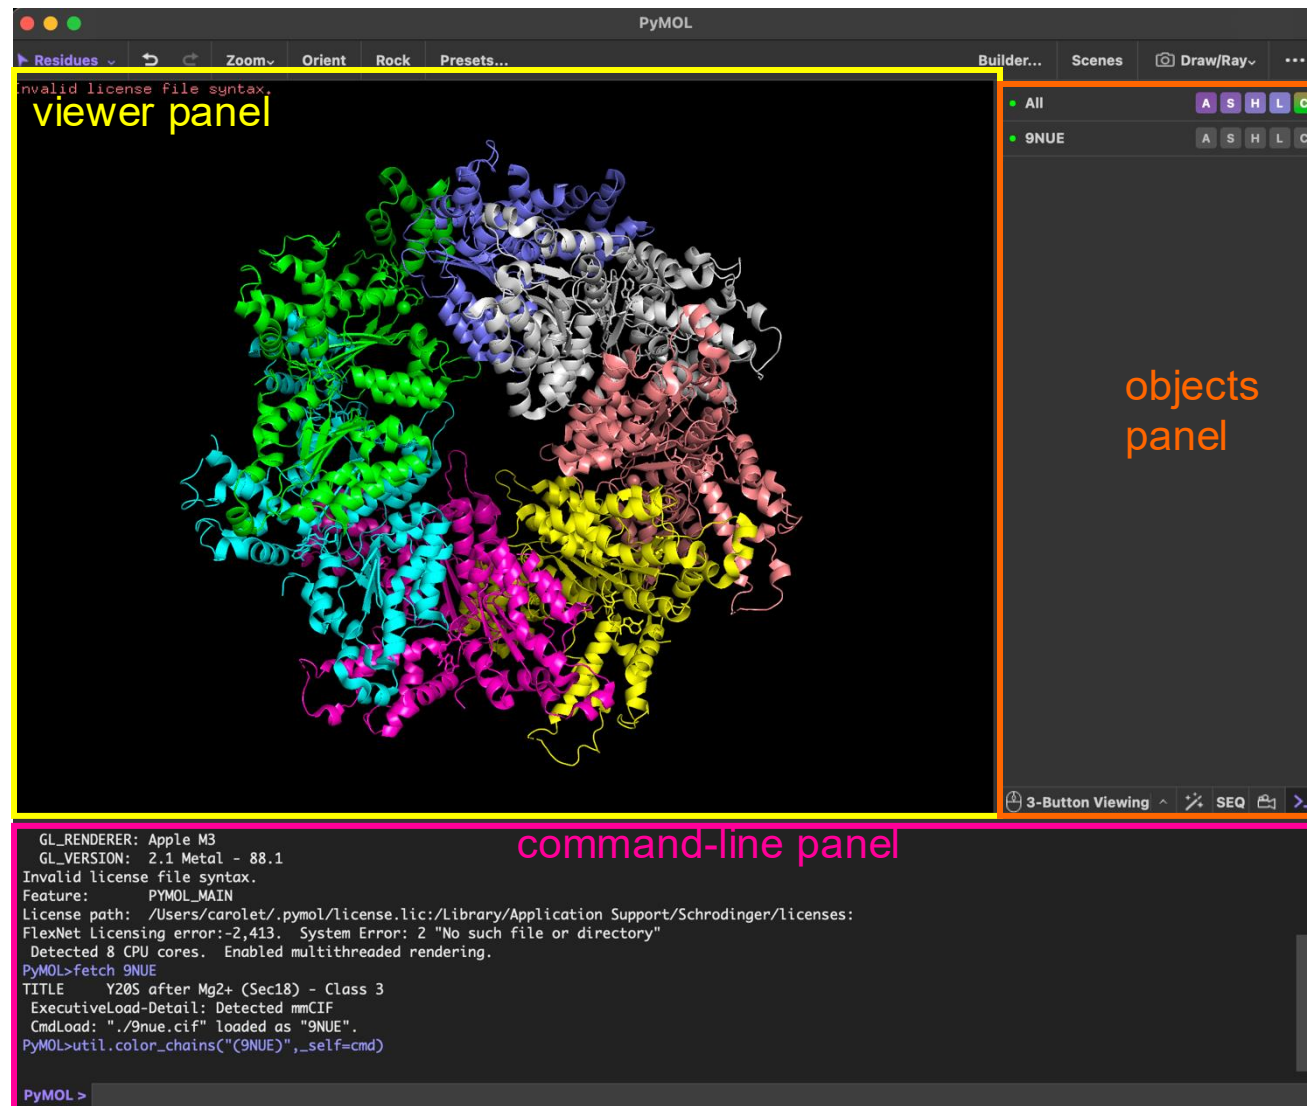 PyMOL
Residues
Zoom
Orient
Rock
Presets...
Builder...
Scenes
Draw/Ray
Invalid license file syntax.
viewer panel
All
A S H L C
9NUE
A S H L C
objects
panel
3-Button Viewing
SEQ
command-line panel
GL_RENDERER: Apple M3
GL_VERSION: 2.1 Metal - 88.1
Invalid license file syntax.
Feature: PYMOL_MAIN
License path: /Users/carolet/.pymol/license.lic:/Library/Application Support/Schrodinger/licenses:
FlexNet Licensing error:-2,413. System Error: 2 "No such file or directory"
Detected 8 CPU cores. Enabled multithreaded rendering.
PyMOL>fetch 9NUE
TITLE Y20S after Mg2+ (Sec18) - Class 3
ExecutiveLoad-Detail: Detected mmCIF
CmdLoad: "./9nue.cif" loaded as "9NUE".
PyMOL>util.color_chains("(9NUE)",_self=cmd)
PyMOL >